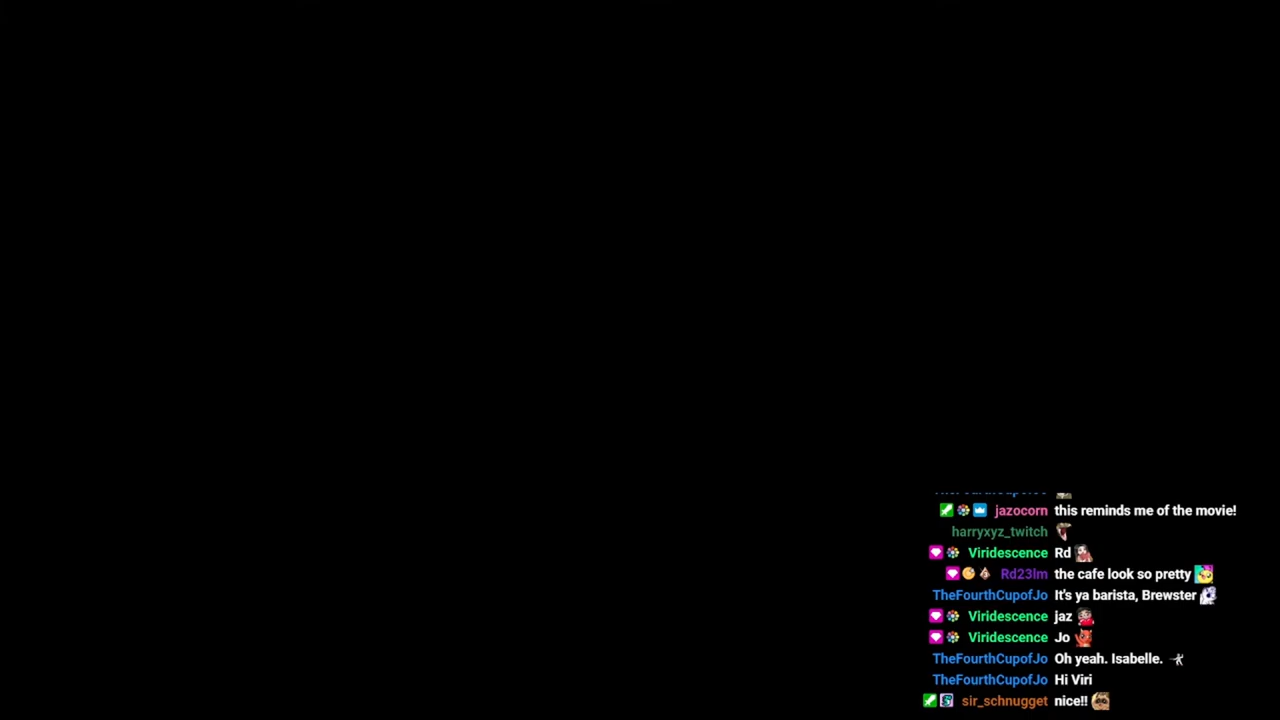 jazocorn this reminds me of the movie!
harryxyz_twitch
Viridescence Rd
Rd23lm the cafe look so pretty
TheFourthCupofJo It's ya barista, Brewster
Viridescence jaz
Viridescence Jo
TheFourthCupofJo Oh yeah. Isabelle.
TheFourthCupofJo Hi Viri
sir_schnugget nice!!